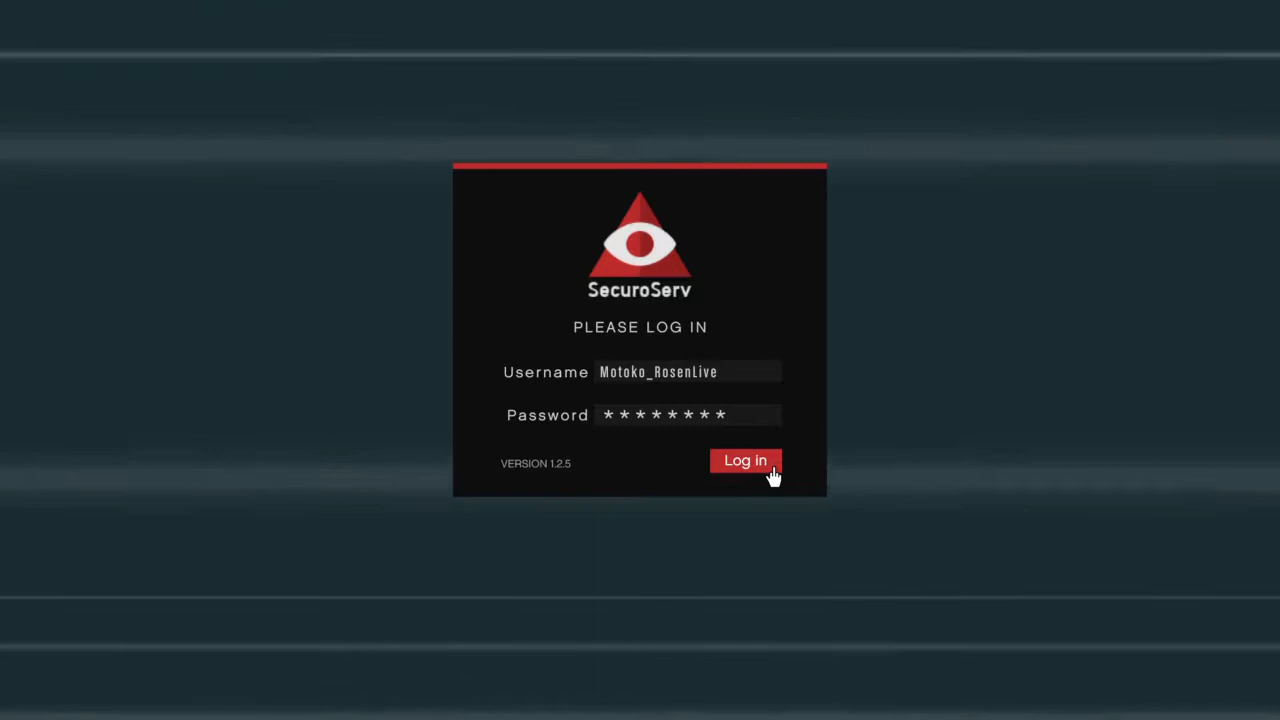 SecuroServ
PLEASE LOG IN
Username Motoko_RosenLive
Password ********
VERSION 1.2.5 Log in